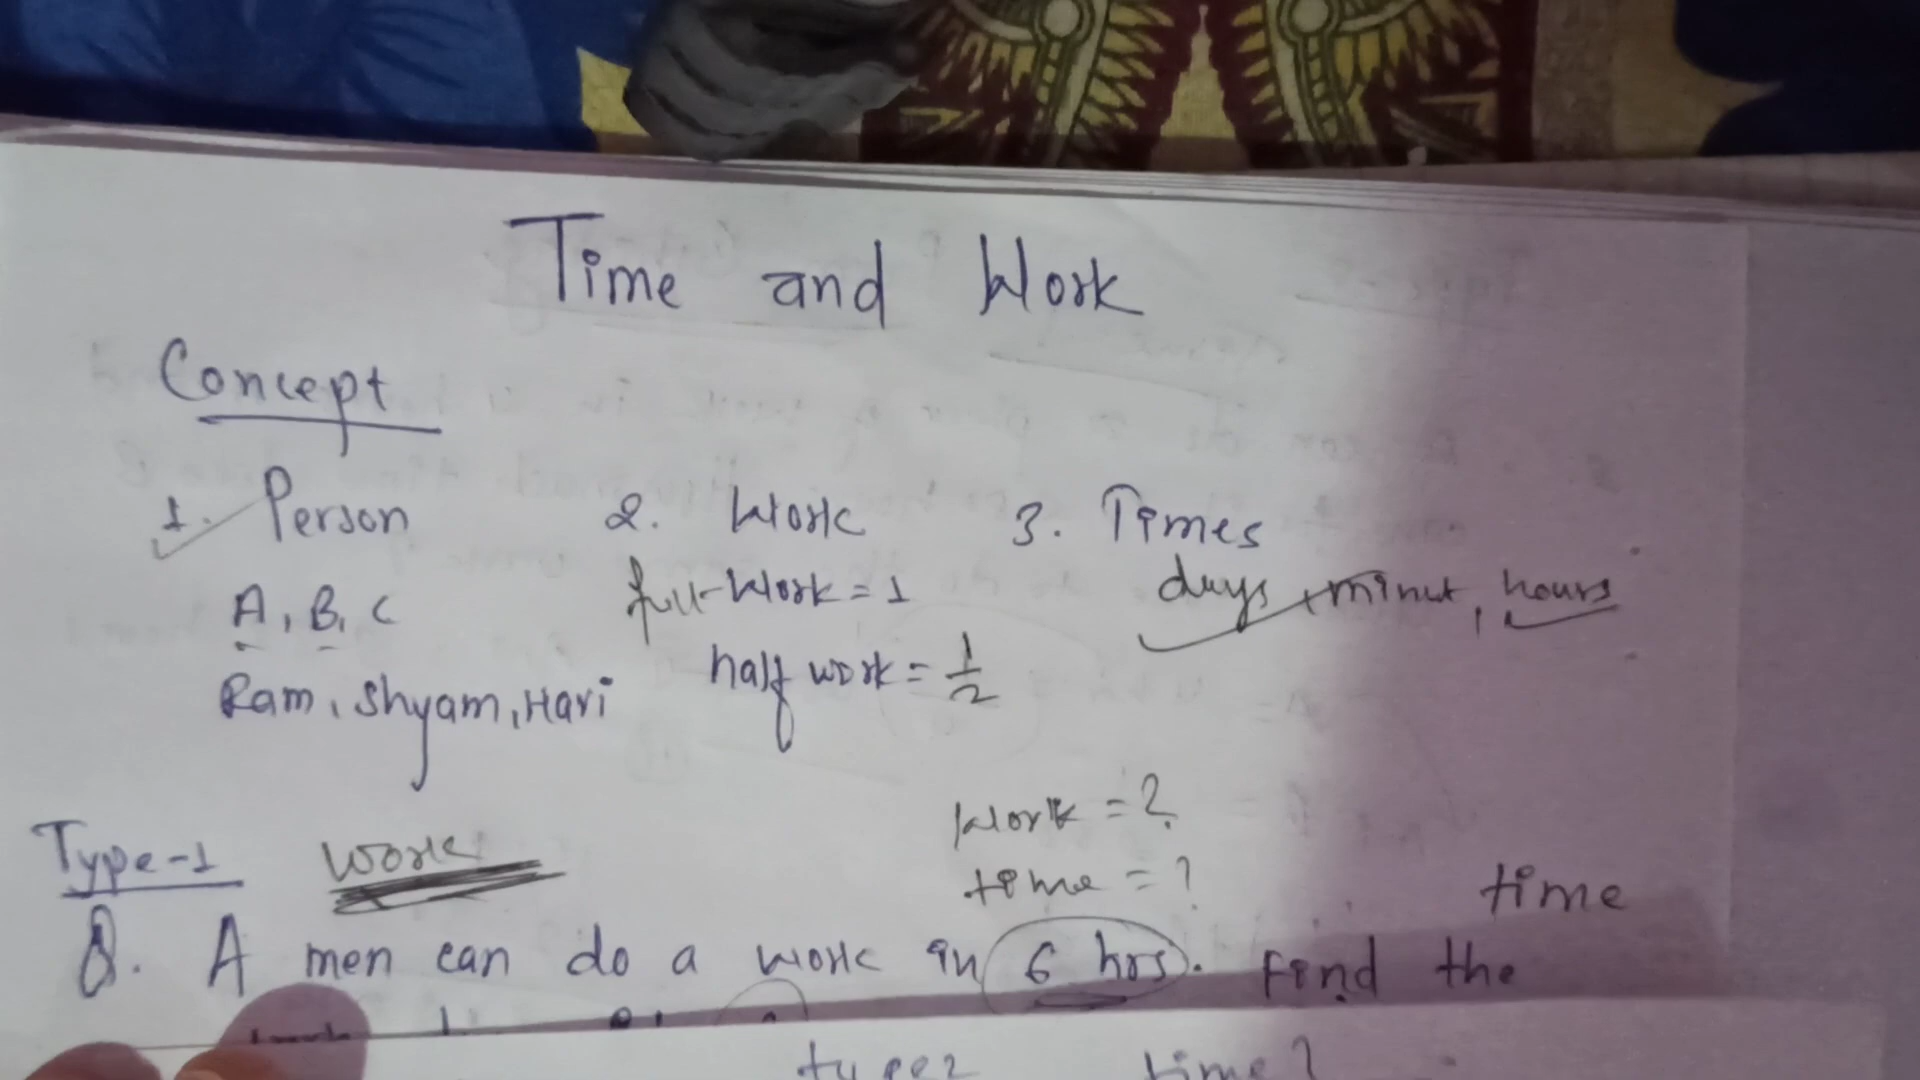 Time and Work
Concept
1. Person 2. Work 3. Times
A, B, C full work = 1 days, minut, hours
Ram, Shyam, Hari half work = 1/2
Work = ?
Type-1 Work time = ? time
Q. A men can do a work in 6 hrs. Find the
type2 time?